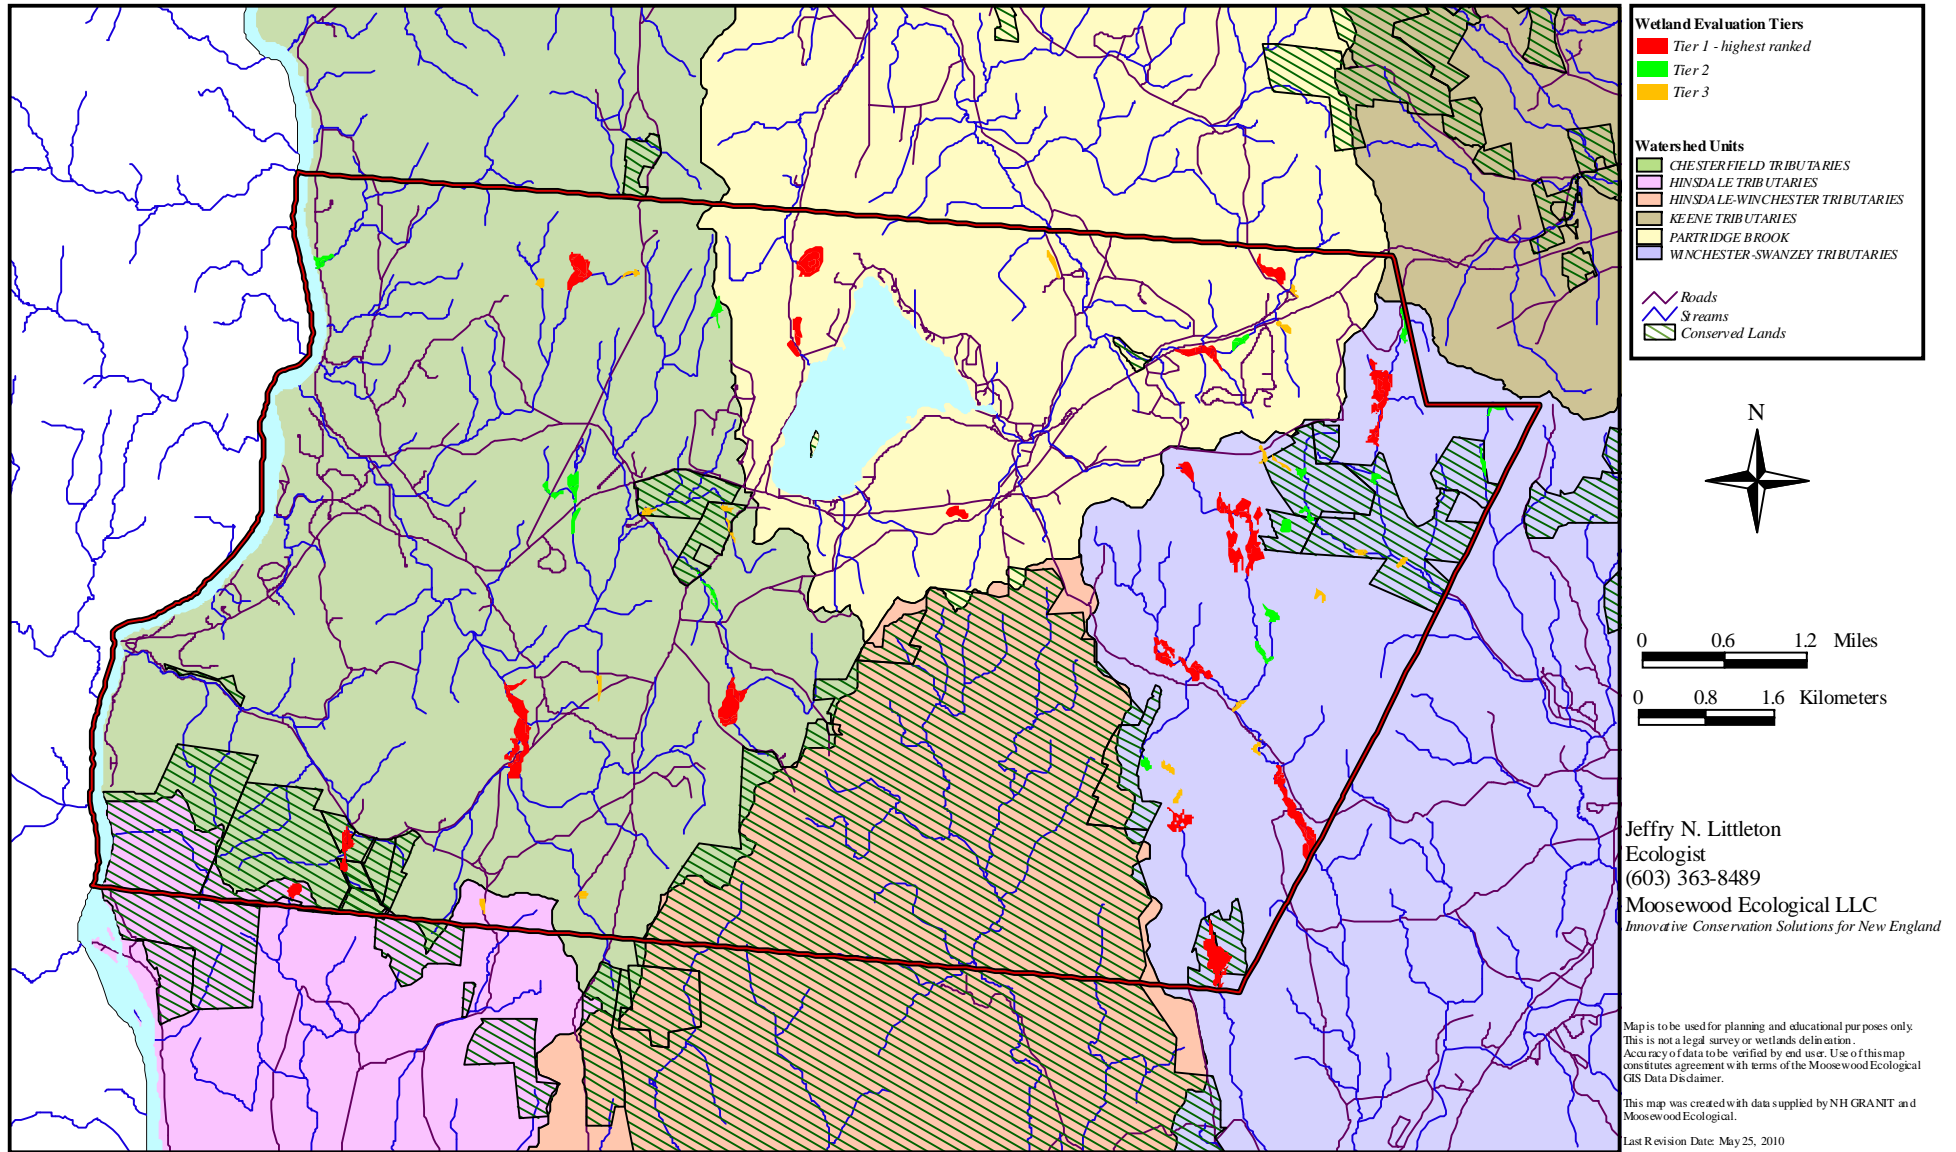 Wetland Evaluation Tiers
Tier 1 - highest ranked
Tier 2
Tier 3
Watershed Units
CHESTERFIELD TRIBUTARIES
HINSDALE TRIBUTARIES
HINSDALE-WINCHESTER TRIBUTARIES
KEENE TRIBUTARIES
PARTRIDGE BROOK
WINCHESTER-SWANZEY TRIBUTARIES
Roads
Streams
Conserved Lands
N
0 0.6 1.2 Miles
0 0.8 1.6 Kilometers
Jeffry N. Littleton
Ecologist
(603) 363-8489
Moosewood Ecological LLC
Innovative Conservation Solutions for New England
Map is to be used for planning and educational purposes only.
This is not a legal survey or wetlands delineation.
Accuracy of data to be verified by end user. Use of this map
constitutes agreement with terms of the Moosewood Ecological
GIS Data Disclaimer.
This map was created with data supplied by NH GRANIT and
Moosewood Ecological.
Last Revision Date: May 25, 2010